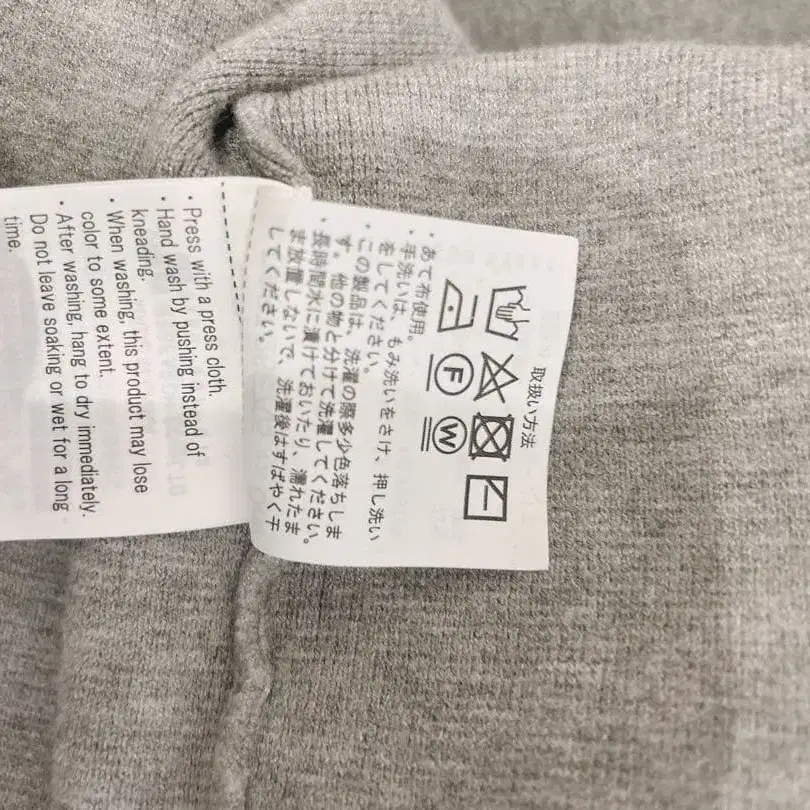 取扱い方法
F
W
・あて布使用。
・手洗いは、もみ洗いをさけ、押し洗い
をしてください。
・この製品は、洗濯の際多少色落ちしま
す。他の物と分けて洗濯してください。
・長時間水に漬けておいたり、濡れたま
ま放置しないで、洗濯後はすばやく干
してください。
・Press with a press cloth.
・Hand wash by pushing instead of
kneading.
・When washing, this product may lose
color to some extent.
・After washing, hang to dry immediately.
Do not leave soaking or wet for a long
time.